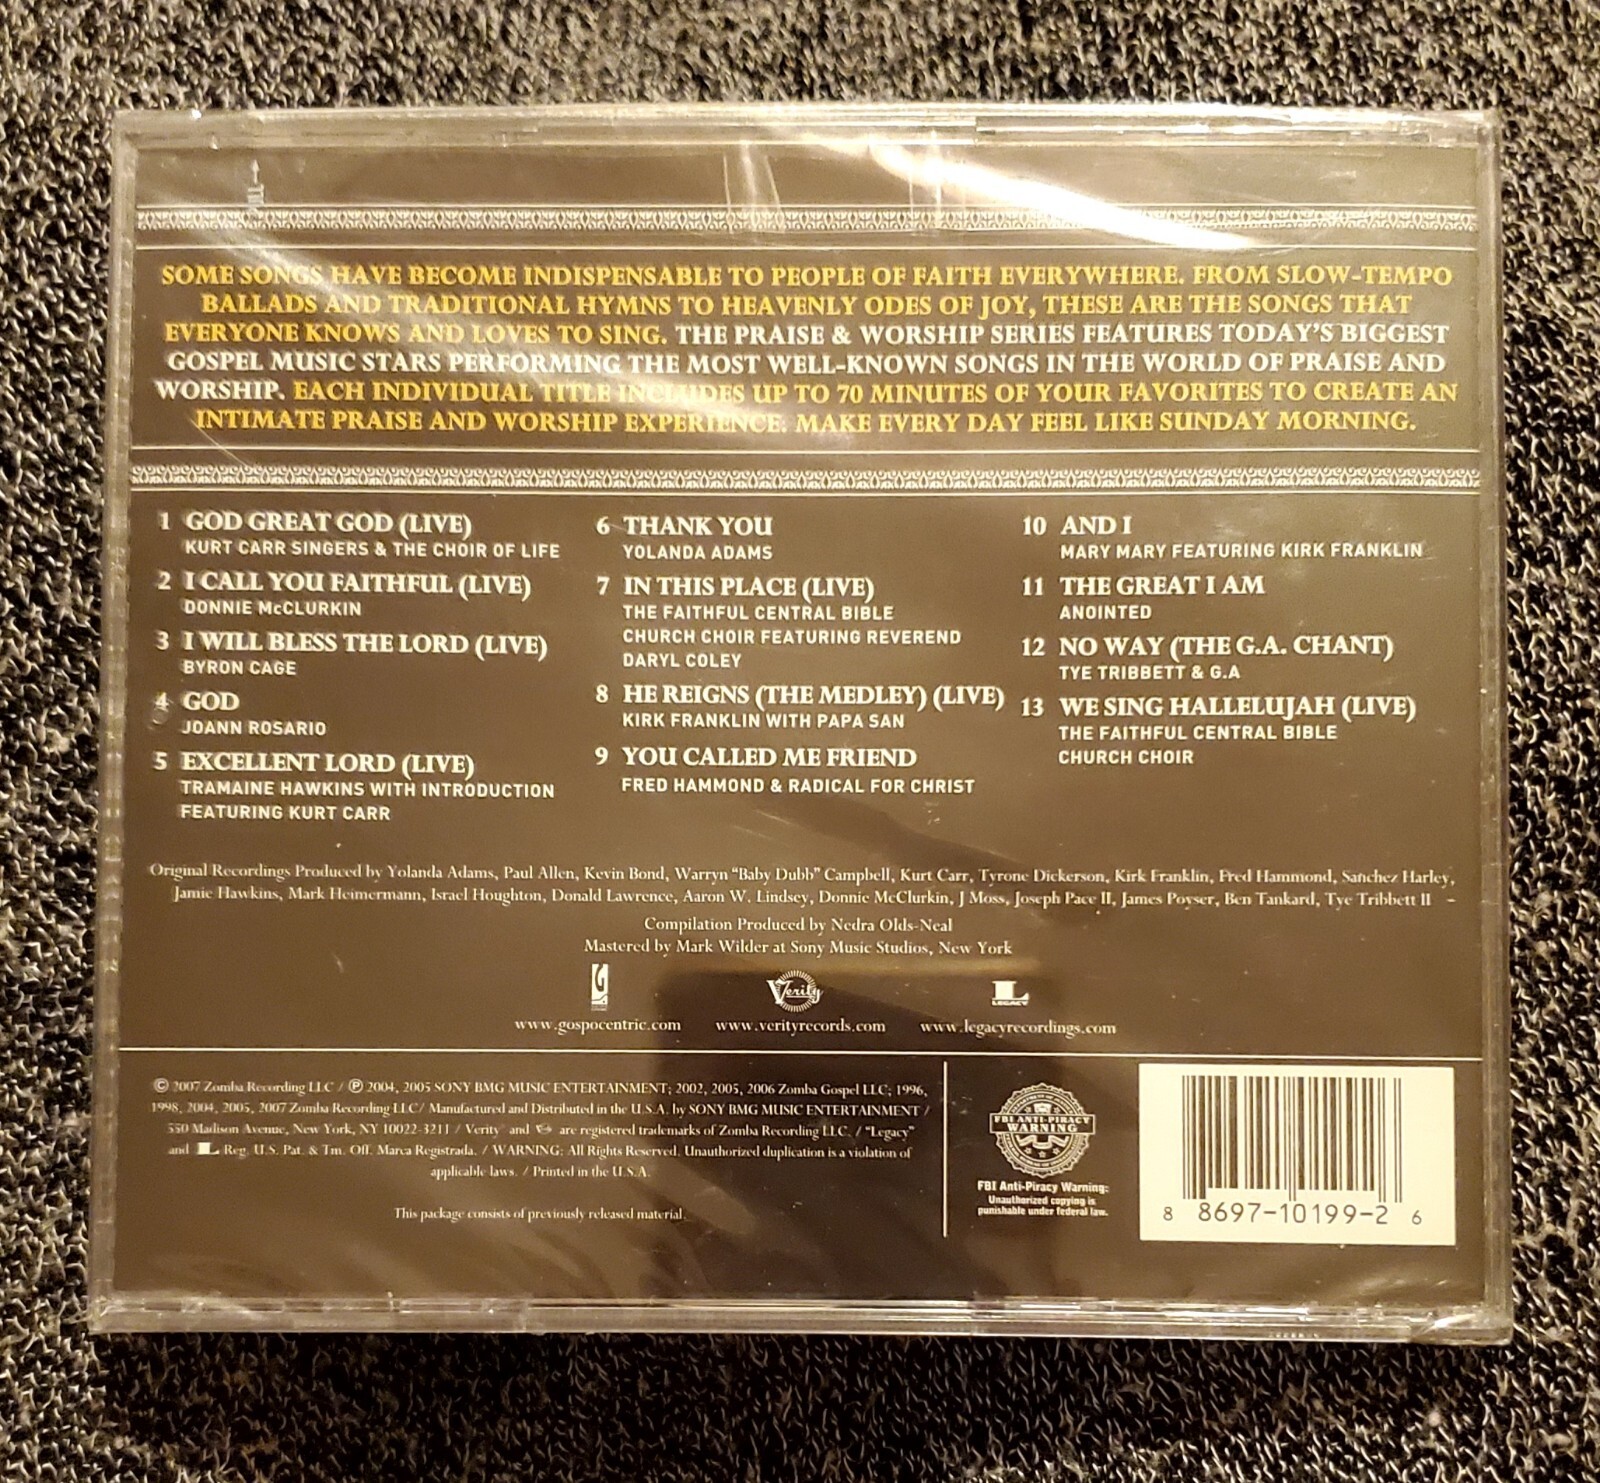 SOME SONGS HAVE BECOME INDISPENSABLE TO PEOPLE OF FAITH EVERYWHERE. FROM SLOW-TEMPO
BALLADS AND TRADITIONAL HYMNS TO HEAVENLY ODES OF JOY, THESE ARE THE SONGS THAT
EVERYONE KNOWS AND LOVES TO SING. THE PRAISE & WORSHIP SERIES FEATURES TODAY'S BIGGEST
GOSPEL MUSIC STARS PERFORMING THE MOST WELL-KNOWN SONGS IN THE WORLD OF PRAISE AND
WORSHIP. EACH INDIVIDUAL TITLE INCLUDES UP TO 70 MINUTES OF YOUR FAVORITES TO CREATE AN
INTIMATE PRAISE AND WORSHIP EXPERIENCE. MAKE EVERY DAY FEEL LIKE SUNDAY MORNING.
1 GOD GREAT GOD (LIVE)
KURT CARR SINGERS & THE CHOIR OF LIFE
2 I CALL YOU FAITHFUL (LIVE)
DONNIE McCLURKIN
3 I WILL BLESS THE LORD (LIVE)
BYRON CAGE
4 GOD
JOANN ROSARIO
5 EXCELLENT LORD (LIVE)
TRAMAINE HAWKINS WITH INTRODUCTION
FEATURING KURT CARR
6 THANK YOU
YOLANDA ADAMS
7 IN THIS PLACE (LIVE)
THE FAITHFUL CENTRAL BIBLE
CHURCH CHOIR FEATURING REVEREND
DARYL COLEY
8 HE REIGNS (THE MEDLEY) (LIVE)
KIRK FRANKLIN WITH PAPA SAN
9 YOU CALLED ME FRIEND
FRED HAMMOND & RADICAL FOR CHRIST
10 AND I
MARY MARY FEATURING KIRK FRANKLIN
11 THE GREAT I AM
ANOINTED
12 NO WAY (THE G.A. CHANT)
TYE TRIBBETT & G.A
13 WE SING HALLELUJAH (LIVE)
THE FAITHFUL CENTRAL BIBLE
CHURCH CHOIR
Original Recordings Produced by Yolanda Adams, Paul Allen, Kevin Bond, Warryn "Baby Dubb" Campbell, Kurt Carr, Tyrone Dickerson, Kirk Franklin, Fred Hammond, Sanchez Harley,
Jamie Hawkins, Mark Heimermann, Israel Houghton, Donald Lawrence, Aaron W. Lindsey, Donnie McClurkin, J Moss, Joseph Pace II, James Poyser, Ben Tankard, Tye Tribbett II
Compilation Produced by Nedra Olds-Neal
Mastered by Mark Wilder at Sony Music Studios, New York
G Verity L LEGACY
www.gospocentric.com www.verityrecords.com www.legacyrecordings.com
© 2007 Zomba Recording LLC / ℗ 2004, 2005 SONY BMG MUSIC ENTERTAINMENT; 2002, 2005, 2006 Zomba Gospel LLC; 1996,
1998, 2004, 2005, 2007 Zomba Recording LLC/ Manufactured and Distributed in the U.S.A. by SONY BMG MUSIC ENTERTAINMENT /
550 Madison Avenue, New York, NY 10022-3211 / Verity and are registered trademarks of Zomba Recording LLC. / "Legacy"
and L Reg. U.S. Pat. & Tm. Off. Marca Registrada. / WARNING: All Rights Reserved. Unauthorized duplication is a violation of
applicable laws. / Printed in the U.S.A.
This package consists of previously released material.
FBI ANTI-PIRACY
WARNING
FBI Anti-Piracy Warning:
Unauthorized copying is
punishable under federal law.
8 8697-10199-2 6